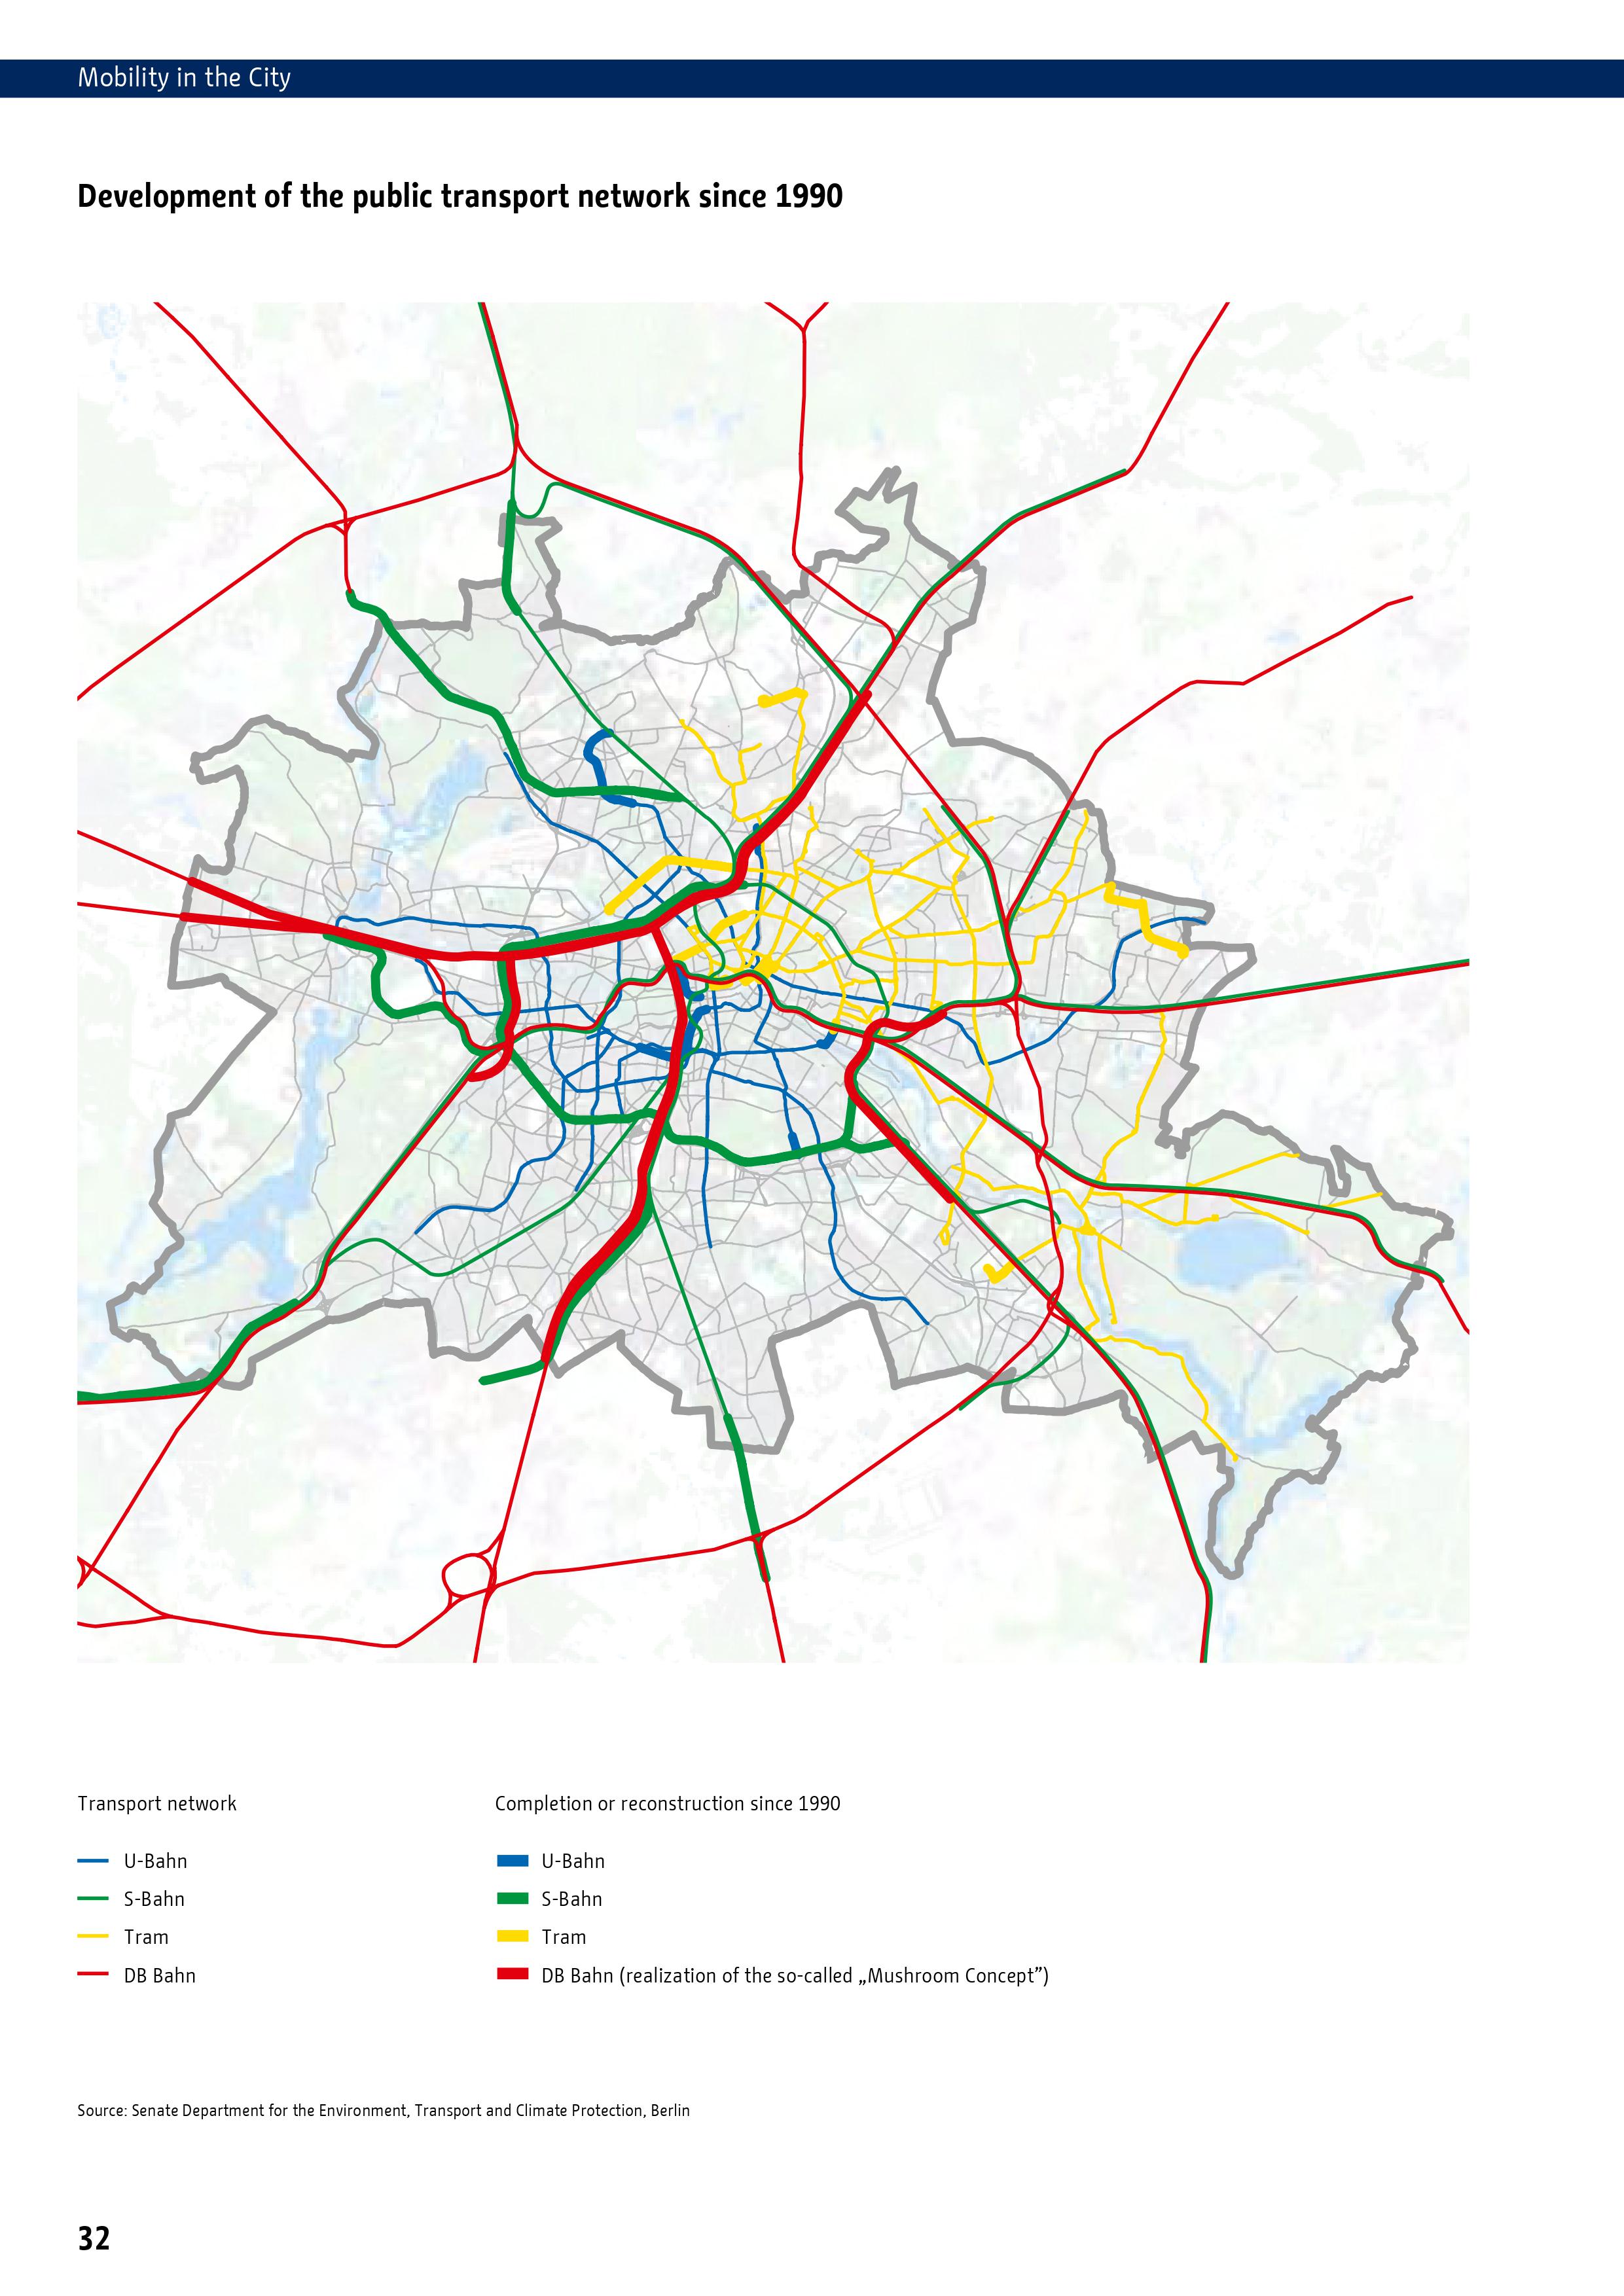 Mobility in the City
Development of the public transport network since 1990
Transport network
U-Bahn
S-Bahn
Tram
DB Bahn
Completion or reconstruction since 1990
U-Bahn
S-Bahn
Tram
DB Bahn (realization of the so-called „Mushroom Concept”)
Source: Senate Department for the Environment, Transport and Climate Protection, Berlin
32